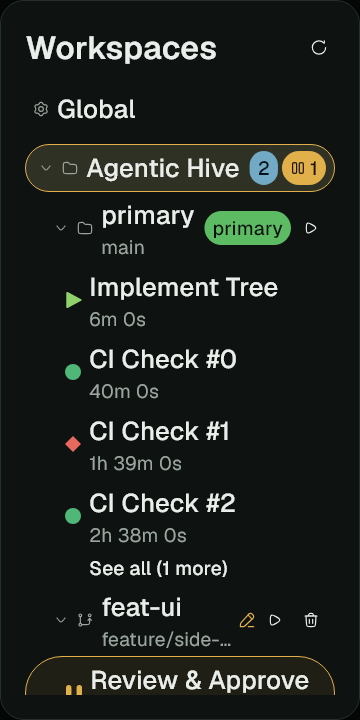 Workspaces
Global
Agentic Hive 2 1
primary primary
main
Implement Tree
6m 0s
CI Check #0
40m 0s
CI Check #1
1h 39m 0s
CI Check #2
2h 38m 0s
See all (1 more)
feat-ui
feature/side-...
Review & Approve